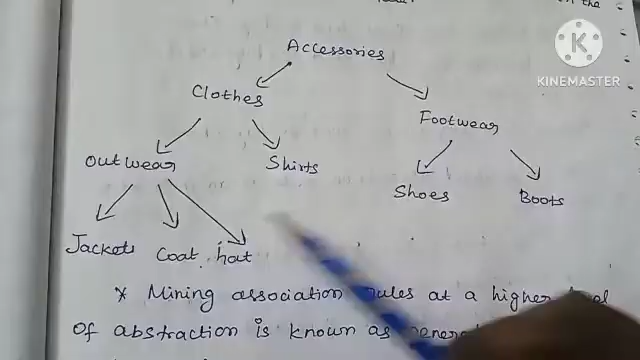 the
K
KINEMASTER
Accessories
Clothes
Footwear
Outwear
Shirts
Shoes
Boots
Jackets
Coat
hat
* Mining association rules at a higher
Of abstraction is known as